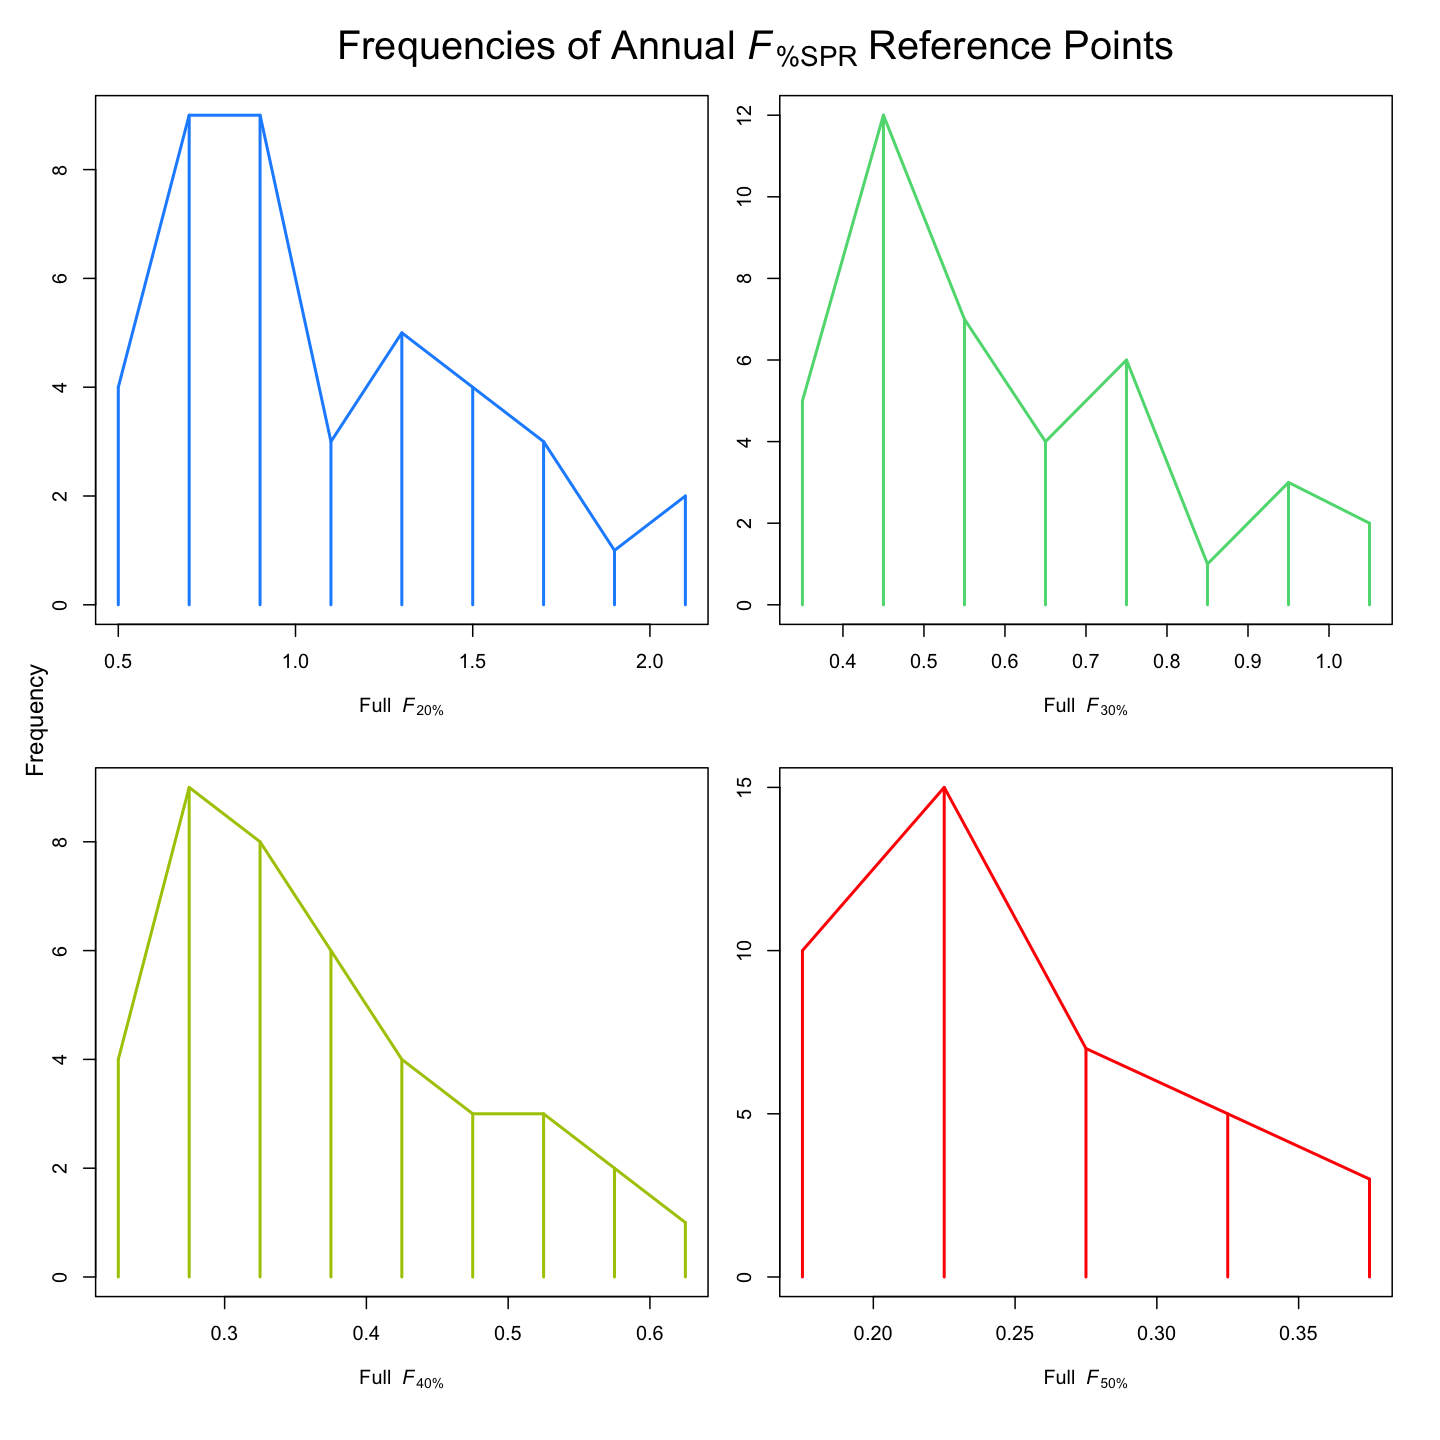 Frequencies of Annual F%SPR Reference Points
Frequency
0 2 4 6 8
0.5 1.0 1.5 2.0
Full F20%
0 2 4 6 8 10 12
0.4 0.5 0.6 0.7 0.8 0.9 1.0
Full F30%
0 2 4 6 8
0.3 0.4 0.5 0.6
Full F40%
0 5 10 15
0.20 0.25 0.30 0.35
Full F50%